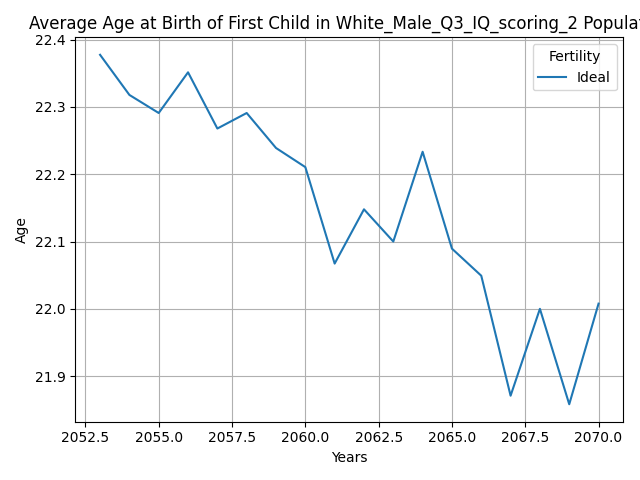 Average Age at Birth of First Child in White_Male_Q3_IQ_scoring_2 Popula
22.4
22.3
22.2
22.1
22.0
21.9
Age
Fertility
Ideal
2052.5 2055.0 2057.5 2060.0 2062.5 2065.0 2067.5 2070.0
Years